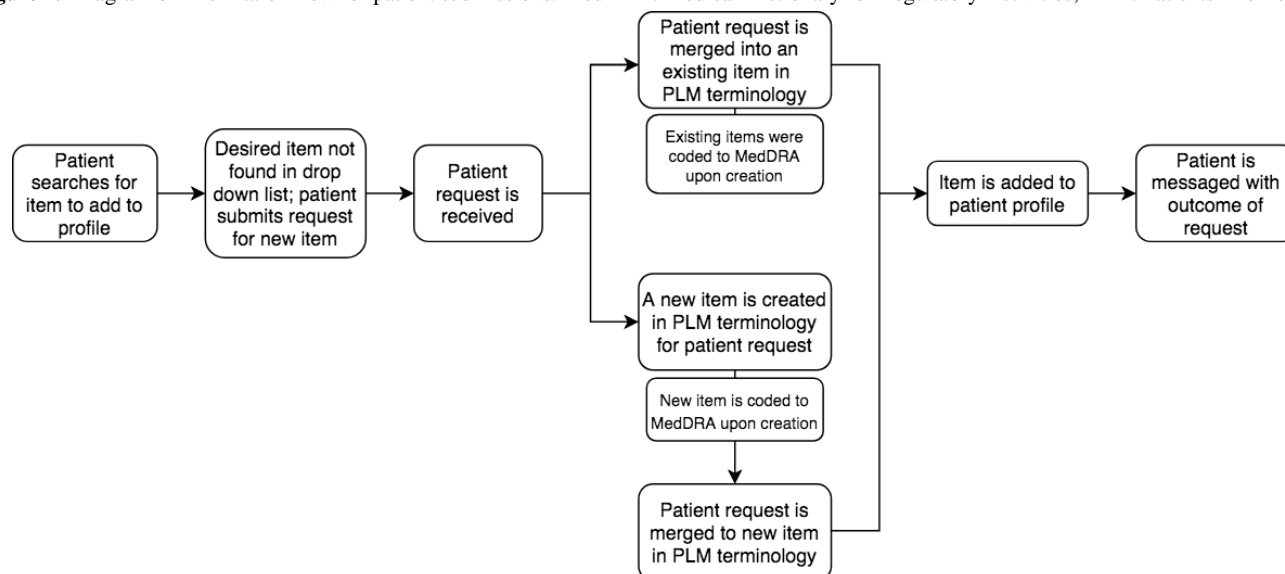 Patient
searches for
item to add to
profile
Desired item not
found in drop
down list; patient
submits request
for new item
Patient
request is
received
Patient request is
merged into an
existing item in
PLM terminology
Existing items were
coded to MedDRA
upon creation
A new item is created
in PLM terminology
for patient request
New item is coded to
MedDRA upon creation
Patient request is
merged to new item
in PLM terminology
Item is added to
patient profile
Patient is
messaged with
outcome of
request